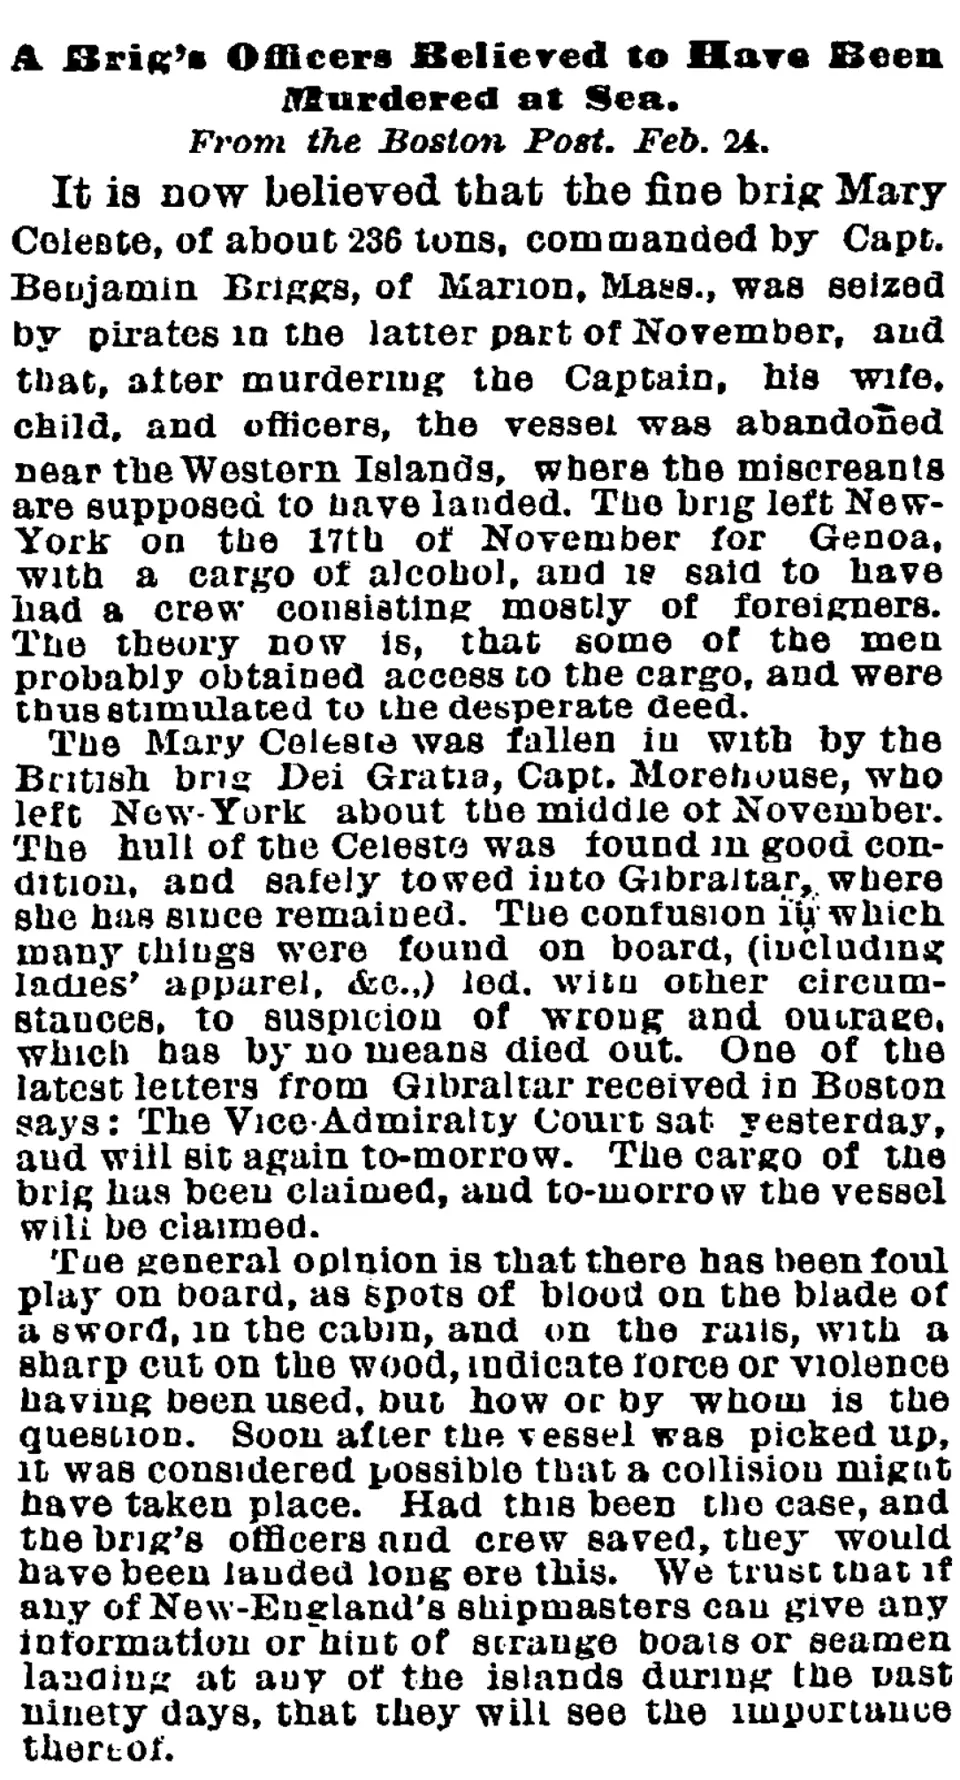 A Brig's Officers Believed to Have Been
Murdered at Sea.
From the Boston Post. Feb. 24.
It is now believed that the fine brig Mary
Celeste, of about 236 tons, commanded by Capt.
Benjamin Briggs, of Marion, Mass., was seized
by pirates in the latter part of November, and
that, after murdering the Captain, his wife,
child, and officers, the vessel was abandoned
near the Western Islands, where the miscreants
are supposed to have landed. The brig left New-
York on the 17th of November for Genoa,
with a cargo of alcohol, and is said to have
had a crew consisting mostly of foreigners.
The theory now is, that some of the men
probably obtained access to the cargo, and were
thus stimulated to the desperate deed.
The Mary Celeste was fallen in with by the
British brig Dei Gratia, Capt. Morehouse, who
left New-York about the middle of November.
The hull of the Celeste was found in good con-
dition, and safely towed into Gibraltar, where
she has since remained. The confusion in which
many things were found on board, (including
ladies' apparel, &c.,) led, with other circum-
stances, to suspicion of wrong and outrage,
which has by no means died out. One of the
latest letters from Gibraltar received in Boston
says: The Vice-Admiralty Court sat yesterday,
and will sit again to-morrow. The cargo of the
brig has been claimed, and to-morrow the vessel
will be claimed.
The general opinion is that there has been foul
play on board, as spots of blood on the blade of
a sword, in the cabin, and on the rails, with a
sharp cut on the wood, indicate force or violence
having been used, but how or by whom is the
question. Soon after the vessel was picked up,
it was considered possible that a collision might
have taken place. Had this been the case, and
the brig's officers and crew saved, they would
have been landed long ere this. We trust that if
any of New-England's shipmasters can give any
information or hint of strange boats or seamen
landing at any of the islands during the past
ninety days, that they will see the importance
thereof.